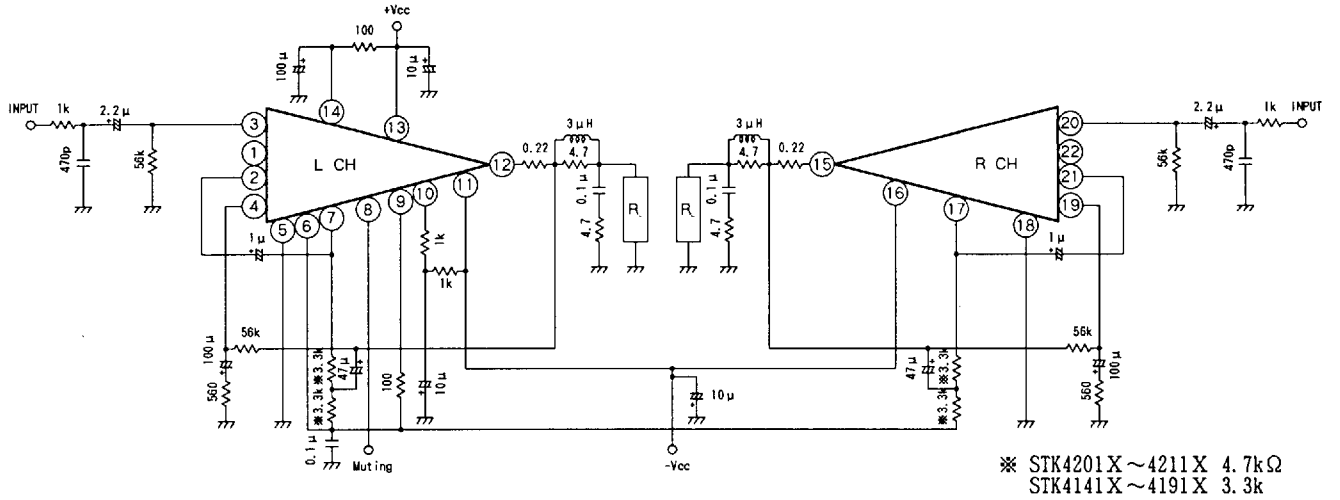 +Vcc
100
100μ
+
10μ
+
INPUT
1k
2.2μ
+
470p
56k
3
1
2
4
14
13
L CH
12
5
6
7
8
9
10
11
0.22
3μH
4.7
0.1μ
4.7
R
1μ
+
1k
1k
56k
100μ
+
560
※3.3k
※3.3k
47μ
+
100
10μ
+
0.1μ
Muting
3μH
4.7
0.22
0.1μ
4.7
R
15
R CH
20
22
21
19
16
17
18
2.2μ
+
1k
INPUT
56k
470p
1μ
+
56k
100μ
+
560
47μ
+
※3.3k
※3.3k
10μ
+
-Vcc
※ STK4201X~4211X 4.7kΩ
STK4141X~4191X 3.3k